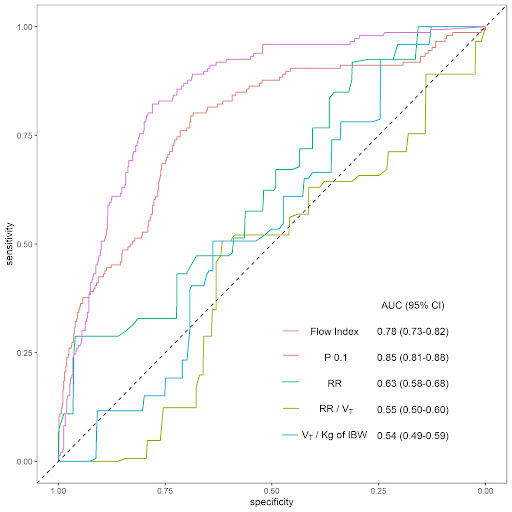 1.00
0.75
0.50
0.25
0.00
sensitivity
AUC (95% CI)
Flow Index 0.78 (0.73-0.82)
P 0.1 0.85 (0.81-0.88)
RR 0.63 (0.58-0.68)
RR / VT 0.55 (0.50-0.60)
VT / Kg of IBW 0.54 (0.49-0.59)
1.00 0.75 0.50 0.25 0.00
specificity